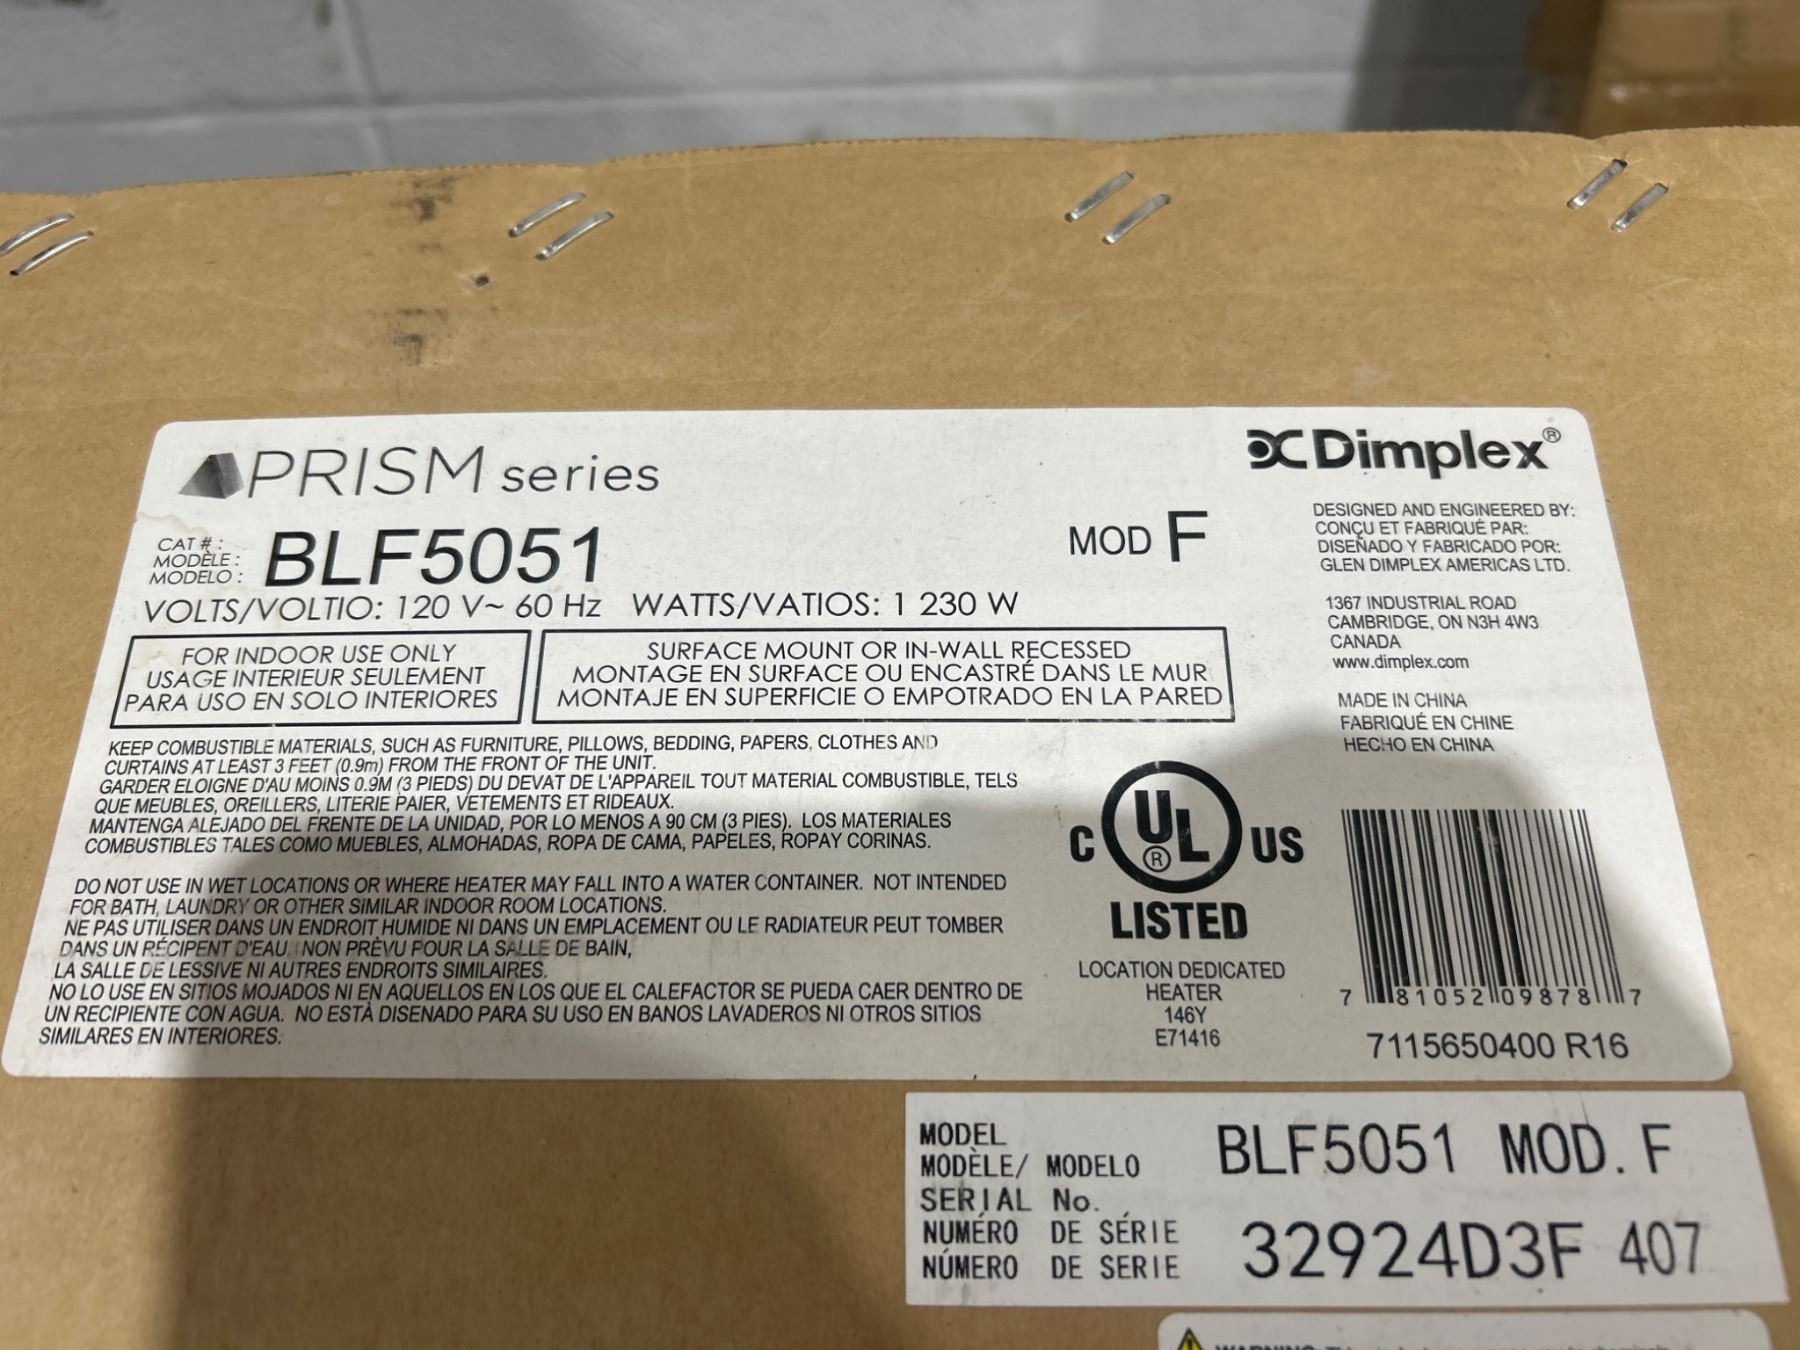 PRISM series
CAT # :
MODÈLE :
MODELO :
BLF5051
MOD F
VOLTS/VOLTIO: 120 V~ 60 Hz WATTS/VATIOS: 1 230 W
FOR INDOOR USE ONLY
USAGE INTERIEUR SEULEMENT
PARA USO EN SOLO INTERIORES
SURFACE MOUNT OR IN-WALL RECESSED
MONTAGE EN SURFACE OU ENCASTRÉ DANS LE MUR
MONTAJE EN SUPERFICIE O EMPOTRADO EN LA PARED
KEEP COMBUSTIBLE MATERIALS, SUCH AS FURNITURE, PILLOWS, BEDDING, PAPERS, CLOTHES AND
CURTAINS AT LEAST 3 FEET (0.9m) FROM THE FRONT OF THE UNIT.
GARDER ELOIGNE D'AU MOINS 0.9M (3 PIEDS) DU DEVAT DE L'APPAREIL TOUT MATERIAL COMBUSTIBLE, TELS
QUE MEUBLES, OREILLERS, LITERIE PAIER, VETEMENTS ET RIDEAUX.
MANTENGA ALEJADO DEL FRENTE DE LA UNIDAD, POR LO MENOS A 90 CM (3 PIES). LOS MATERIALES
COMBUSTIBLES TALES COMO MUEBLES, ALMOHADAS, ROPA DE CAMA, PAPELES, ROPAY CORINAS.
DO NOT USE IN WET LOCATIONS OR WHERE HEATER MAY FALL INTO A WATER CONTAINER. NOT INTENDED
FOR BATH, LAUNDRY OR OTHER SIMILAR INDOOR ROOM LOCATIONS.
NE PAS UTILISER DANS UN ENDROIT HUMIDE NI DANS UN EMPLACEMENT OU LE RADIATEUR PEUT TOMBER
DANS UN RÉCIPENT D'EAU. NON PRÈVU POUR LA SALLE DE BAIN,
LA SALLE DE LESSIVE NI AUTRES ENDROITS SIMILAIRES.
NO LO USE EN SITIOS MOJADOS NI EN AQUELLOS EN LOS QUE EL CALEFACTOR SE PUEDA CAER DENTRO DE
UN RECIPIENTE CON AGUA. NO ESTÀ DISENADO PARA SU USO EN BANOS LAVADEROS NI OTROS SITIOS
SIMILARES EN INTERIORES.
Dimplex®
DESIGNED AND ENGINEERED BY:
CONÇU ET FABRIQUÉ PAR:
DISEÑADO Y FABRICADO POR:
GLEN DIMPLEX AMERICAS LTD.
1367 INDUSTRIAL ROAD
CAMBRIDGE, ON N3H 4W3
CANADA
www.dimplex.com
MADE IN CHINA
FABRIQUÉ EN CHINE
HECHO EN CHINA
C UL® US
LISTED
LOCATION DEDICATED
HEATER
146Y
E71416
7 81052 09878 7
7115650400 R16
MODEL
MODÈLE/ MODELO
BLF5051 MOD. F
SERIAL No.
NUMÉRO DE SÉRIE
NÚMERO DE SERIE
32924D3F 407